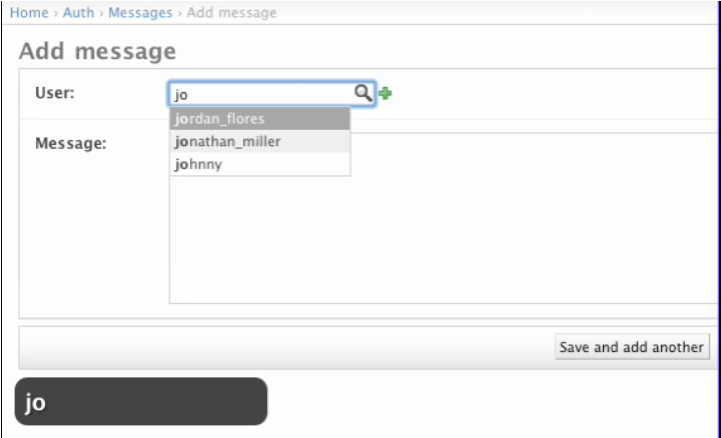 Home › Auth › Messages › Add message
Add message
User:
jo
jordan_flores
jonathan_miller
johnny
Message:
Save and add another
jo